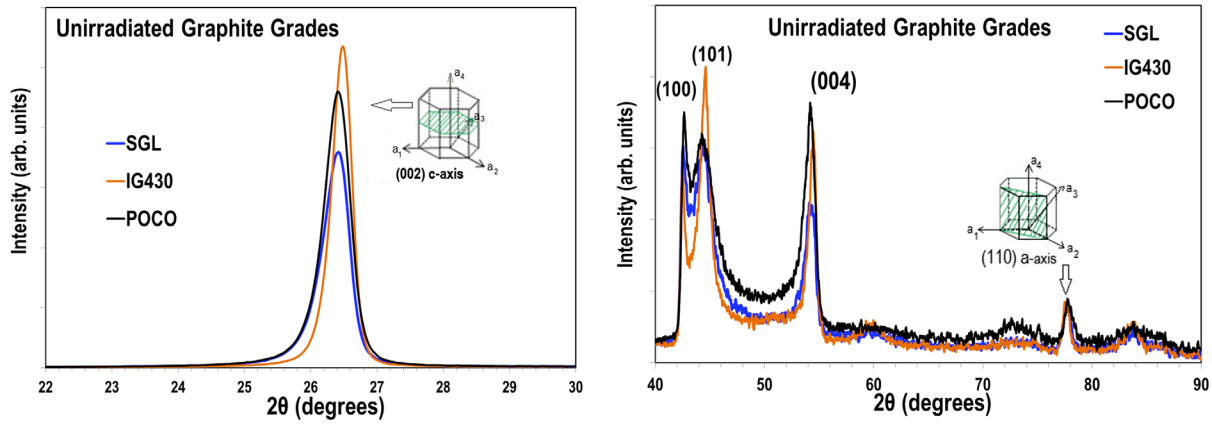 Unirradiated Graphite Grades
Intensity (arb. units)
SGL
IG430
POCO
a4
a3
a1
a2
(002) c-axis
22 23 24 25 26 27 28 29 30
2θ (degrees)
Unirradiated Graphite Grades
Intensity (arb. units)
SGL
IG430
POCO
(100)
(101)
(004)
a4
a3
a1
a2
(110) a-axis
40 50 60 70 80 90
2θ (degrees)